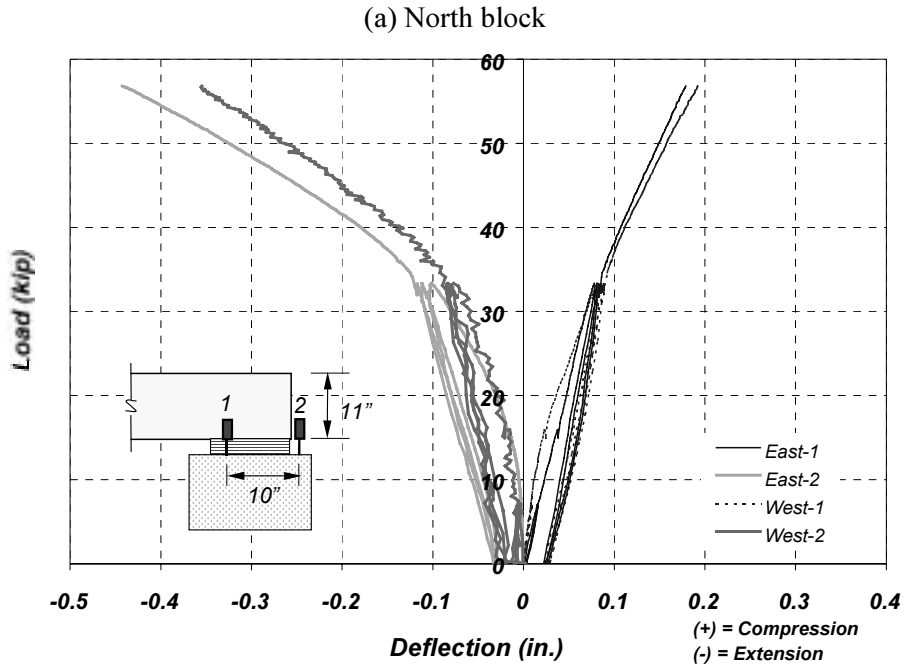 (a) North block
60
50
40
30
20
10
0
Load (kip)
-0.5 -0.4 -0.3 -0.2 -0.1 0 0.1 0.2 0.3 0.4
Deflection (in.)
(+) = Compression
(-) = Extension
1 2
11”
10”
East-1
East-2
West-1
West-2